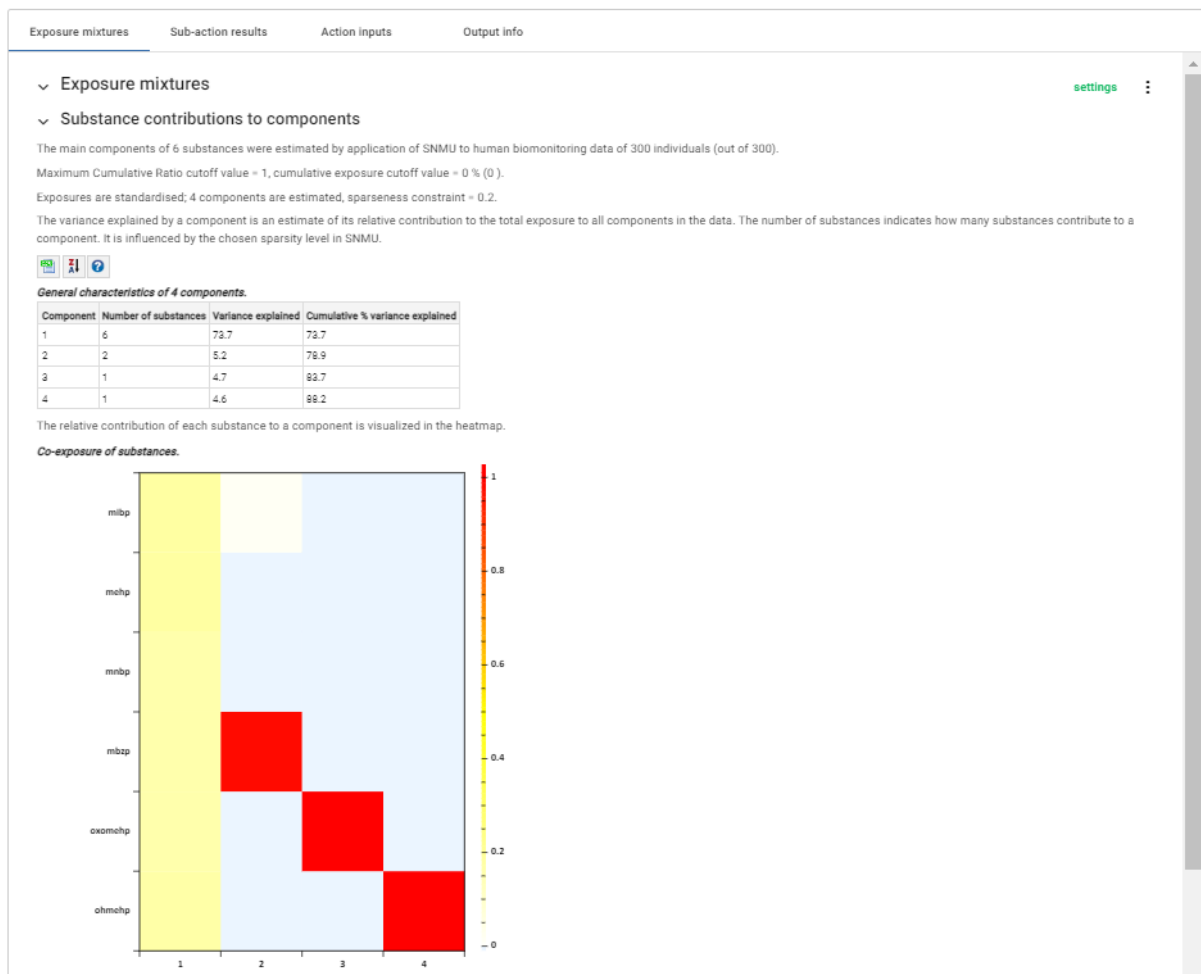 Exposure mixtures Sub-action results Action inputs Output info
Exposure mixtures
settings
Substance contributions to components
The main components of 6 substances were estimated by application of SNMU to human biomonitoring data of 300 individuals (out of 300).
Maximum Cumulative Ratio cutoff value = 1, cumulative exposure cutoff value = 0 % (0 ).
Exposures are standardised; 4 components are estimated, sparseness constraint = 0.2.
The variance explained by a component is an estimate of its relative contribution to the total exposure to all components in the data. The number of substances indicates how many substances contribute to a
component. It is influenced by the chosen sparsity level in SNMU.
General characteristics of 4 components.
Component Number of substances Variance explained Cumulative % variance explained
1 6 73.7 73.7
2 2 5.2 78.9
3 1 4.7 83.7
4 1 4.6 88.2
The relative contribution of each substance to a component is visualized in the heatmap.
Co-exposure of substances.
1
mibp
0.8
mehp
0.6
mnbp
mbzp
0.4
oxomehp
0.2
ohmehp
0
1 2 3 4